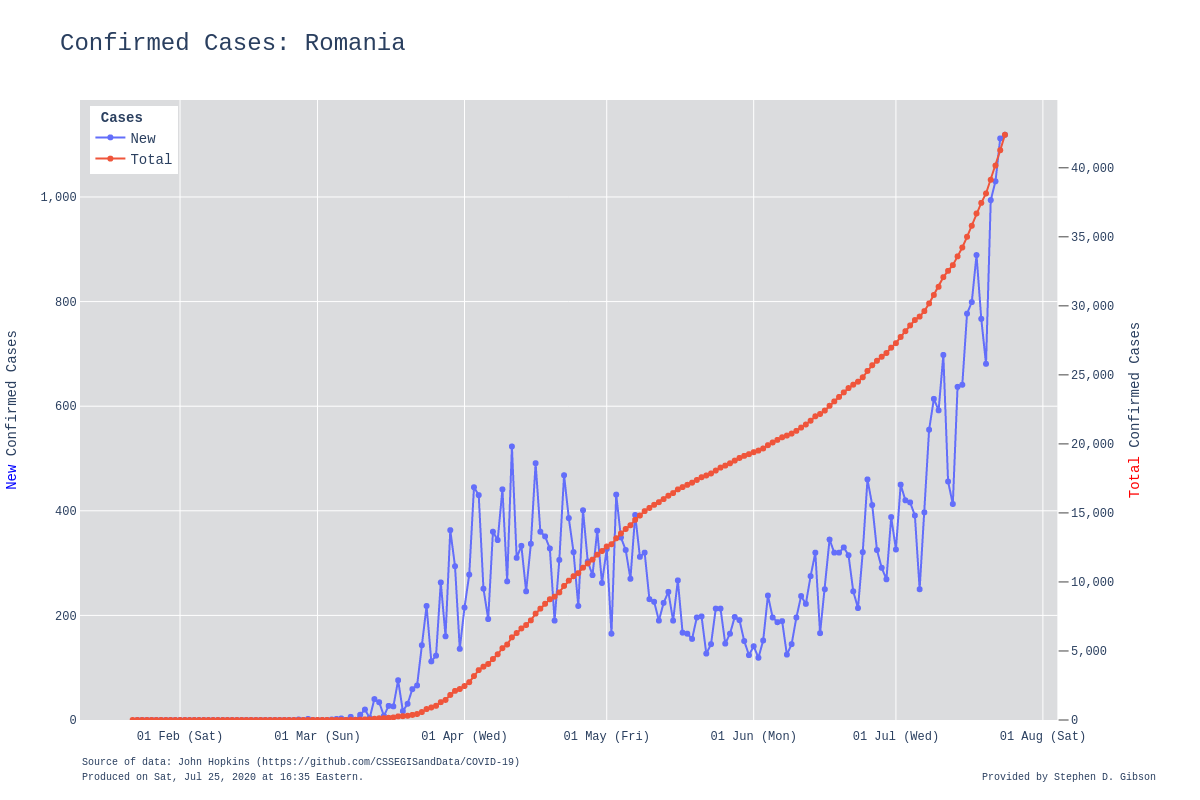 Confirmed Cases: Romania
Cases
New
Total
1,000
800
600
400
200
0
40,000
35,000
30,000
25,000
20,000
15,000
10,000
5,000
0
New Confirmed Cases
Total Confirmed Cases
01 Feb (Sat) 01 Mar (Sun) 01 Apr (Wed) 01 May (Fri) 01 Jun (Mon) 01 Jul (Wed) 01 Aug (Sat)
Source of data: John Hopkins (https://github.com/CSSEGISandData/COVID-19)
Produced on Sat, Jul 25, 2020 at 16:35 Eastern.
Provided by Stephen D. Gibson